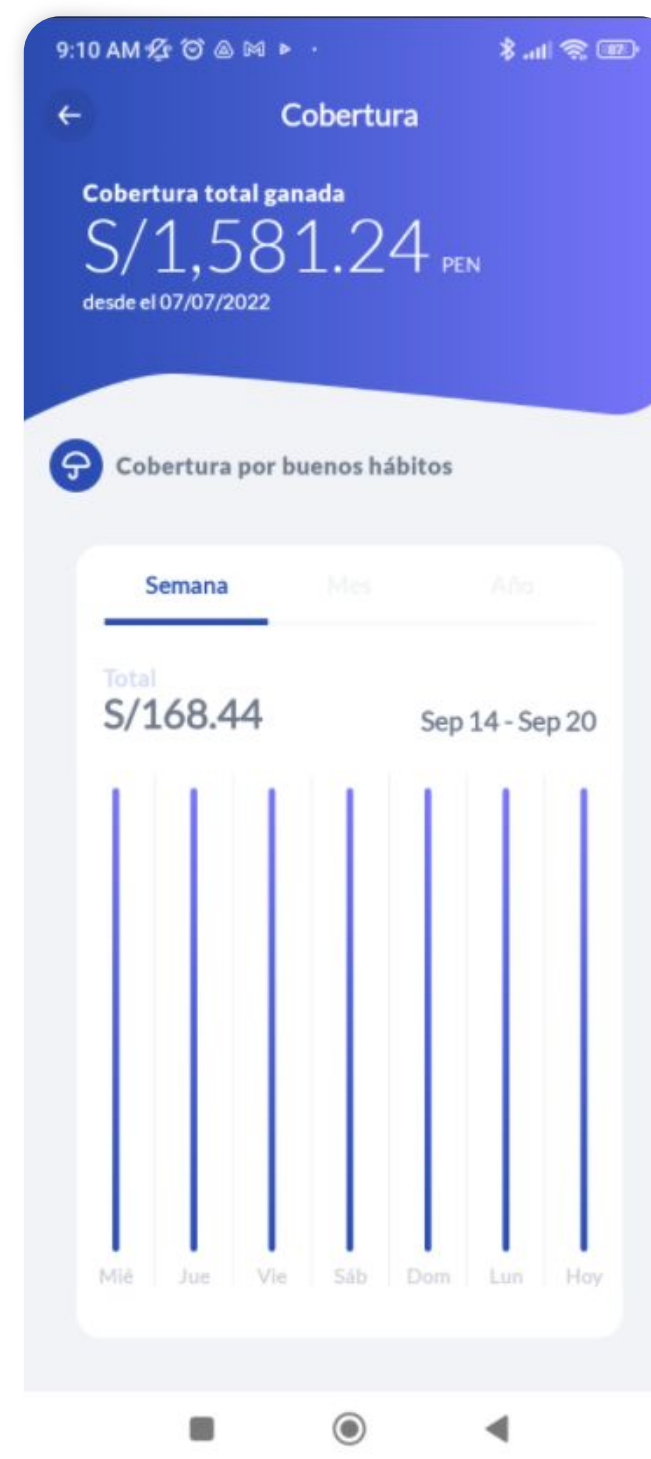 9:10 AM
87
Cobertura
Cobertura total ganada
S/1,581.24 PEN
desde el 07/07/2022
Cobertura por buenos hábitos
Semana Mes Año
Total
S/168.44 Sep 14 - Sep 20
Mié Jue Vie Sáb Dom Lun Hoy